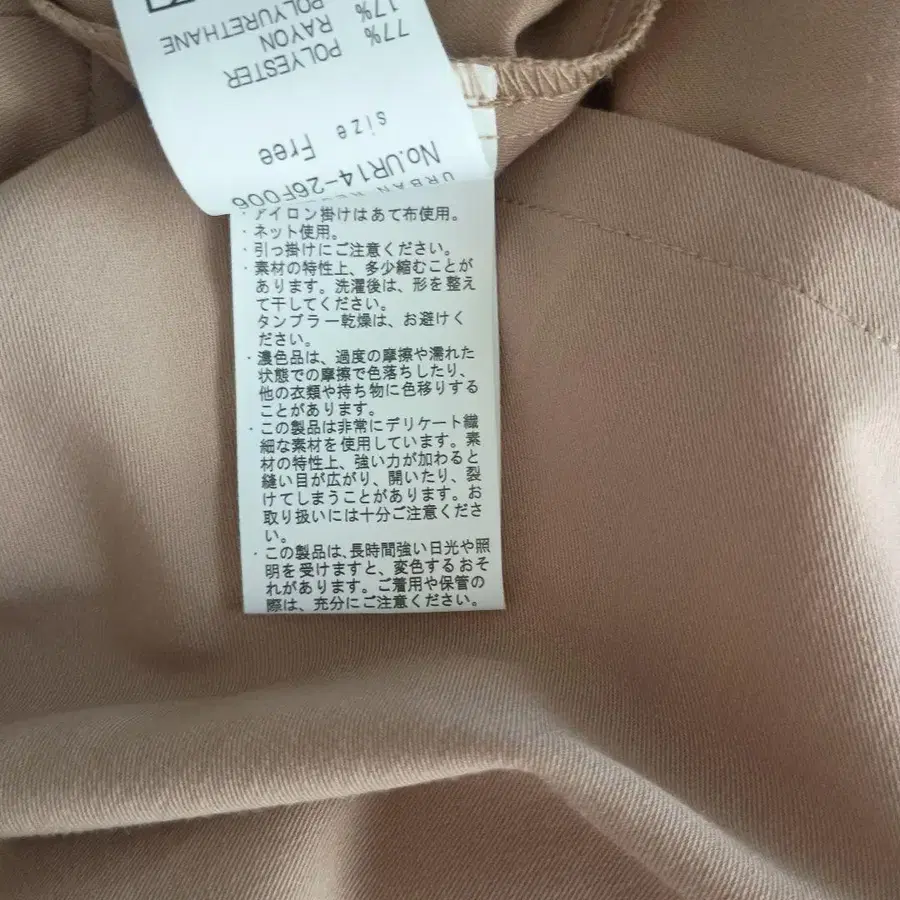 URBAN
No.UR14-26F006
size Free
77% POLYESTER
17% RAYON
POLYURETHANE
・アイロン掛けはあて布使用。
・ネット使用。
・引っ掛けにご注意ください。
・素材の特性上、多少縮むことが
あります。洗濯後は、形を整え
て干してください。
タンブラー乾燥は、お避けく
ださい。
・濃色品は、過度の摩擦や濡れた
状態での摩擦で色落ちしたり、
他の衣類や持ち物に色移りする
ことがあります。
・この製品は非常にデリケート繊
細な素材を使用しています。素
材の特性上、強い力が加わると
縫い目が広がり、開いたり、裂
けてしまうことがあります。お
取り扱いには十分ご注意くださ
い。
・この製品は、長時間強い日光や照
明を受けますと、変色するおそ
れがあります。ご着用や保管の
際は、充分にご注意ください。